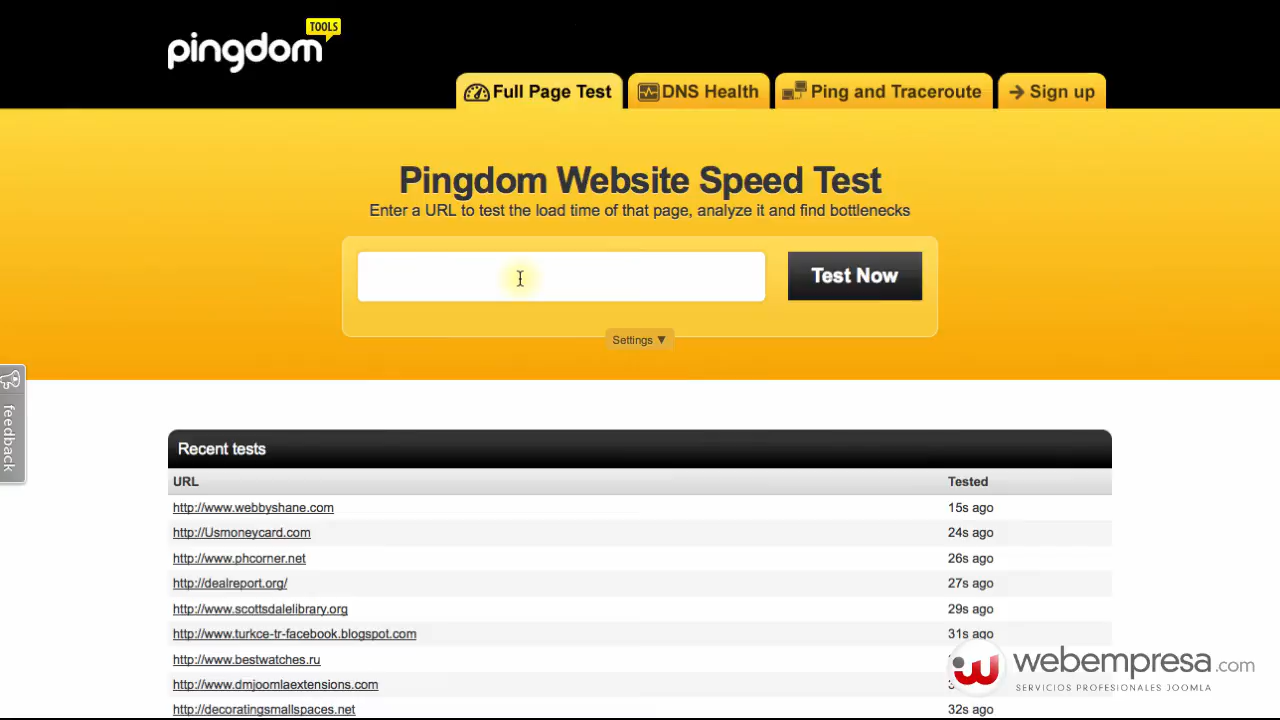 pingdom TOOLS
Full Page Test DNS Health Ping and Traceroute Sign up
Pingdom Website Speed Test
Enter a URL to test the load time of that page, analyze it and find bottlenecks
Test Now
Settings ▼
feedback
Recent tests
URL Tested
http://www.webbyshane.com 15s ago
http://Usmoneycard.com 24s ago
http://www.phcorner.net 26s ago
http://dealreport.org/ 27s ago
http://www.scottsdalelibrary.org 29s ago
http://www.turkce-tr-facebook.blogspot.com 31s ago
http://www.bestwatches.ru
http://www.dmjoomlaextensions.com
http://decoratingsmallspaces.net 32s ago
webempresa.com
SERVICIOS PROFESIONALES JOOMLA